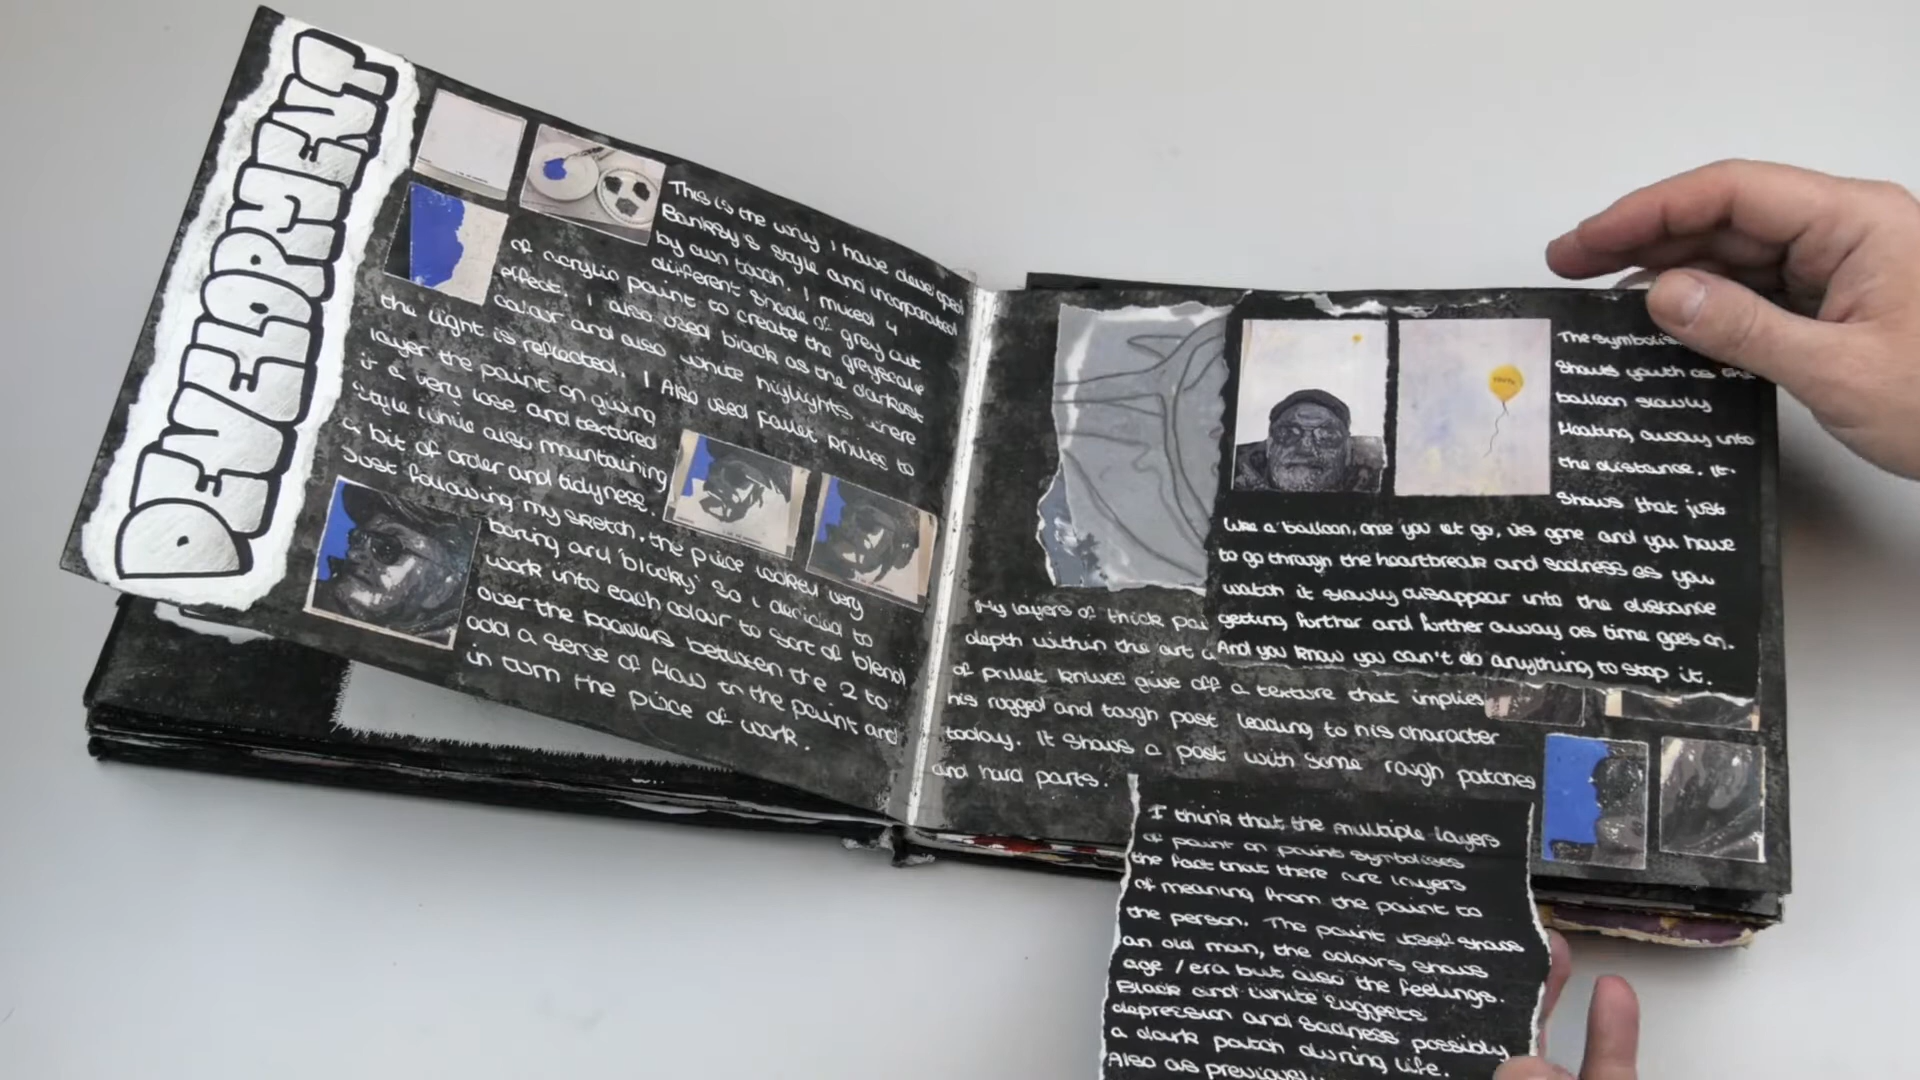 DEVELOPMENT
This is the way I have developed
Banksy's style and incorporated
by own touch. I mixed 4
different shade of grey out
of acrylic paint to create the greyscale
effect. I also used black as the darkest
colour and also white highlights where
the light is reflected. I Also used pallet knives to
layer the paint on giving
it a very lose and textured
style while also maintaining
a bit of order and tidyness.
Just following my sketch, the piece looked very
boring and 'blocky' so I decided to
work into each colour to sort of blend
over the boarders between the 2 to
add a sense of flow to the paint and
in turn the piece of work.
The symbolis
shows youth as the
balloon slowly
floating away into
the distance. It
shows that just
like a balloon, once you let go, its gone and you have
to go through the heartbreak and sadness as you
watch it slowly disappear into the distance
getting further and further away as time goes on.
And you know you can't do anything to stop it.
My layers of thick pai
depth within the art
of pallet knives give off a texture that implies
his rugged and tough past leading to his character
today. It shows a past with some rough patches
and hard parts.
I think that the multiple layers
of paint on paint symbolises
the fact that there are layers
of meaning from the paint to
the person. The paint itself shows
an old man, the colours shows
age / era but also the feelings.
Black and white suggests
depression and sadness possibly
a dark patch during life.
Also as previously